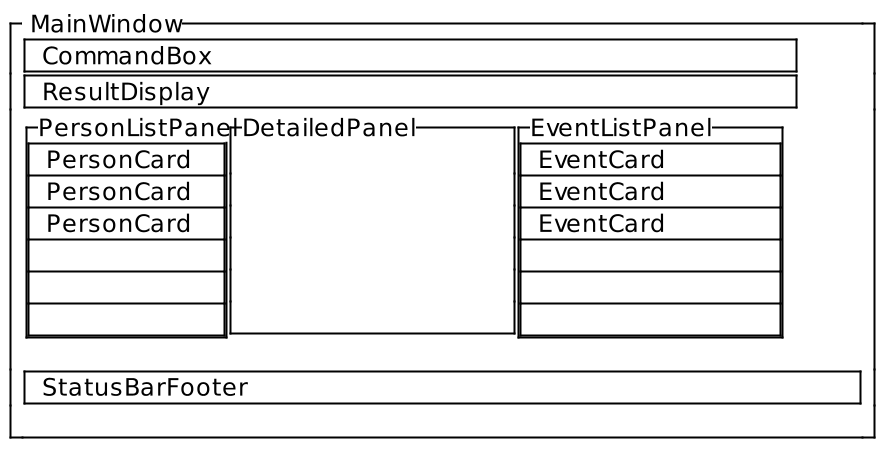 MainWindow
CommandBox
ResultDisplay
PersonListPanel DetailedPanel EventListPanel
PersonCard EventCard
PersonCard EventCard
PersonCard EventCard
StatusBarFooter